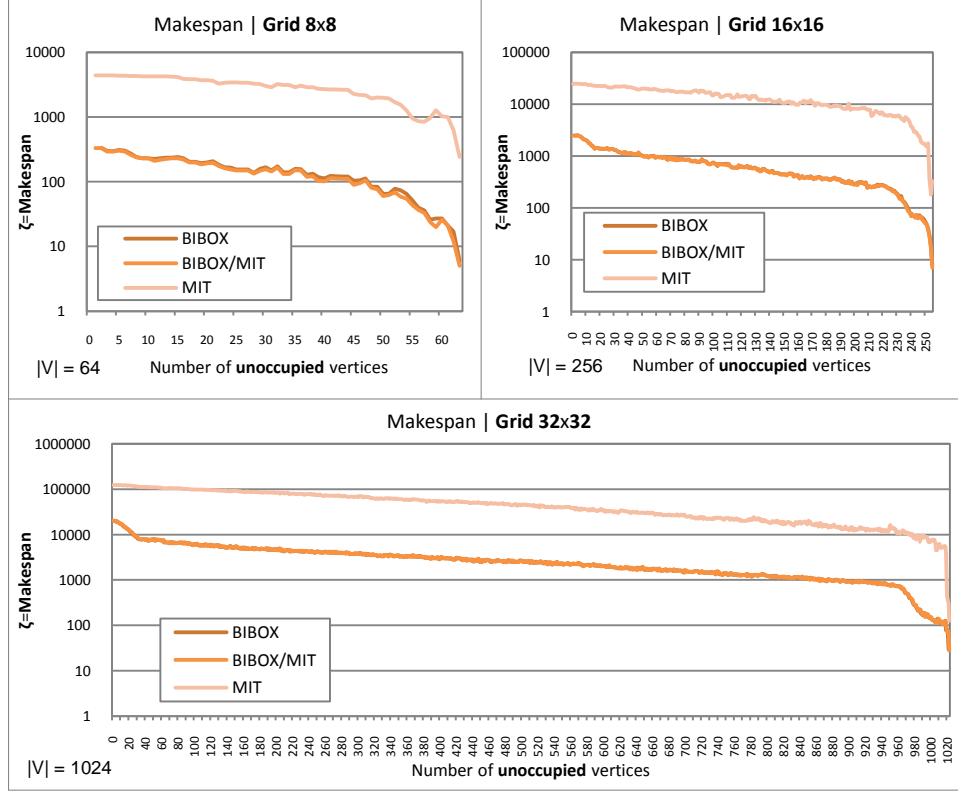 Makespan | Grid 8x8
ζ=Makespan
10000
1000
100
10
1
BIBOX
BIBOX/MIT
MIT
0 5 10 15 20 25 30 35 40 45 50 55 60
|V| = 64
Number of unoccupied vertices
Makespan | Grid 16x16
ζ=Makespan
100000
10000
1000
100
10
1
BIBOX
BIBOX/MIT
MIT
0 10 20 30 40 50 60 70 80 90 100 110 120 130 140 150 160 170 180 190 200 210 220 230 240 250
|V| = 256
Number of unoccupied vertices
Makespan | Grid 32x32
ζ=Makespan
1000000
100000
10000
1000
100
10
1
BIBOX
BIBOX/MIT
MIT
0 20 40 60 80 100 120 140 160 180 200 220 240 260 280 300 320 340 360 380 400 420 440 460 480 500 520 540 560 580 600 620 640 660 680 700 720 740 760 780 800 820 840 860 880 900 920 940 960 980 1000 1020
|V| = 1024
Number of unoccupied vertices